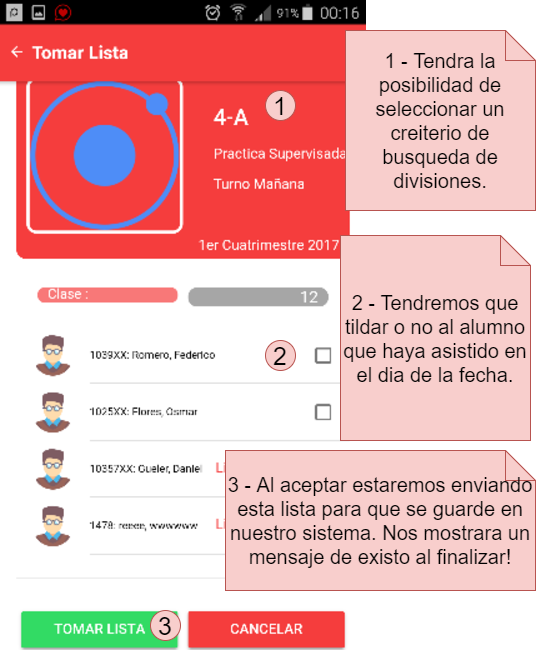 91% 00:16
Tomar Lista
4-A
1
Practica Supervisada
Turno Mañana
1er Cuatrimestre 2017
1 - Tendra la
posibilidad de
seleccionar un
creiterio de
busqueda de
divisiones.
Clase :
12
1039XX: Romero, Federico
2
1025XX: Flores, Osmar
10357XX: Gueler, Daniel
1478: reeee, wwwwww
2 - Tendremos que
tildar o no al alumno
que haya asistido en
el dia de la fecha.
3 - Al aceptar estaremos enviando
esta lista para que se guarde en
nuestro sistema. Nos mostrara un
mensaje de existo al finalizar!
TOMAR LISTA
3
CANCELAR